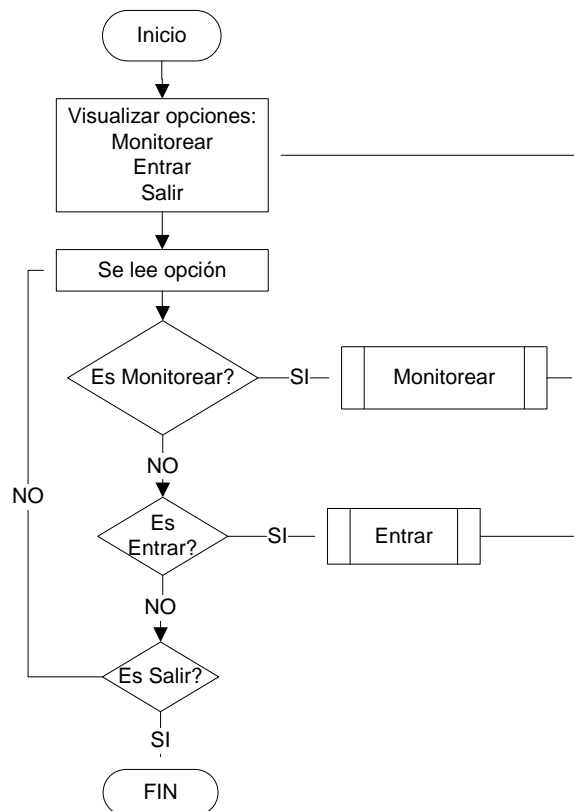 Inicio
Visualizar opciones:
Monitorear
Entrar
Salir
Se lee opción
Es Monitorear?
SI
Monitorear
NO
NO
Es
Entrar?
SI
Entrar
NO
Es Salir?
SI
FIN